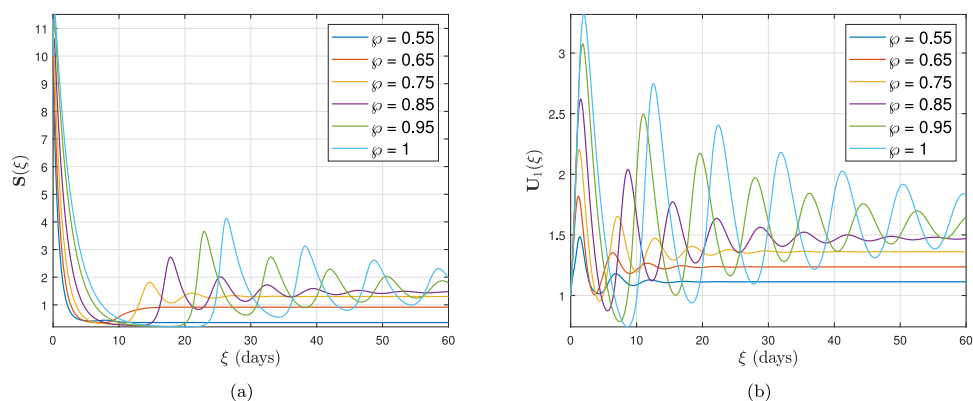 11
10
9
8
7
6
5
4
3
2
1
0 10 20 30 40 50 60
S(ξ)
ξ (days)
℘ = 0.55
℘ = 0.65
℘ = 0.75
℘ = 0.85
℘ = 0.95
℘ = 1
(a)
3
2.5
2
1.5
1
0 10 20 30 40 50 60
U₁(ξ)
ξ (days)
℘ = 0.55
℘ = 0.65
℘ = 0.75
℘ = 0.85
℘ = 0.95
℘ = 1
(b)